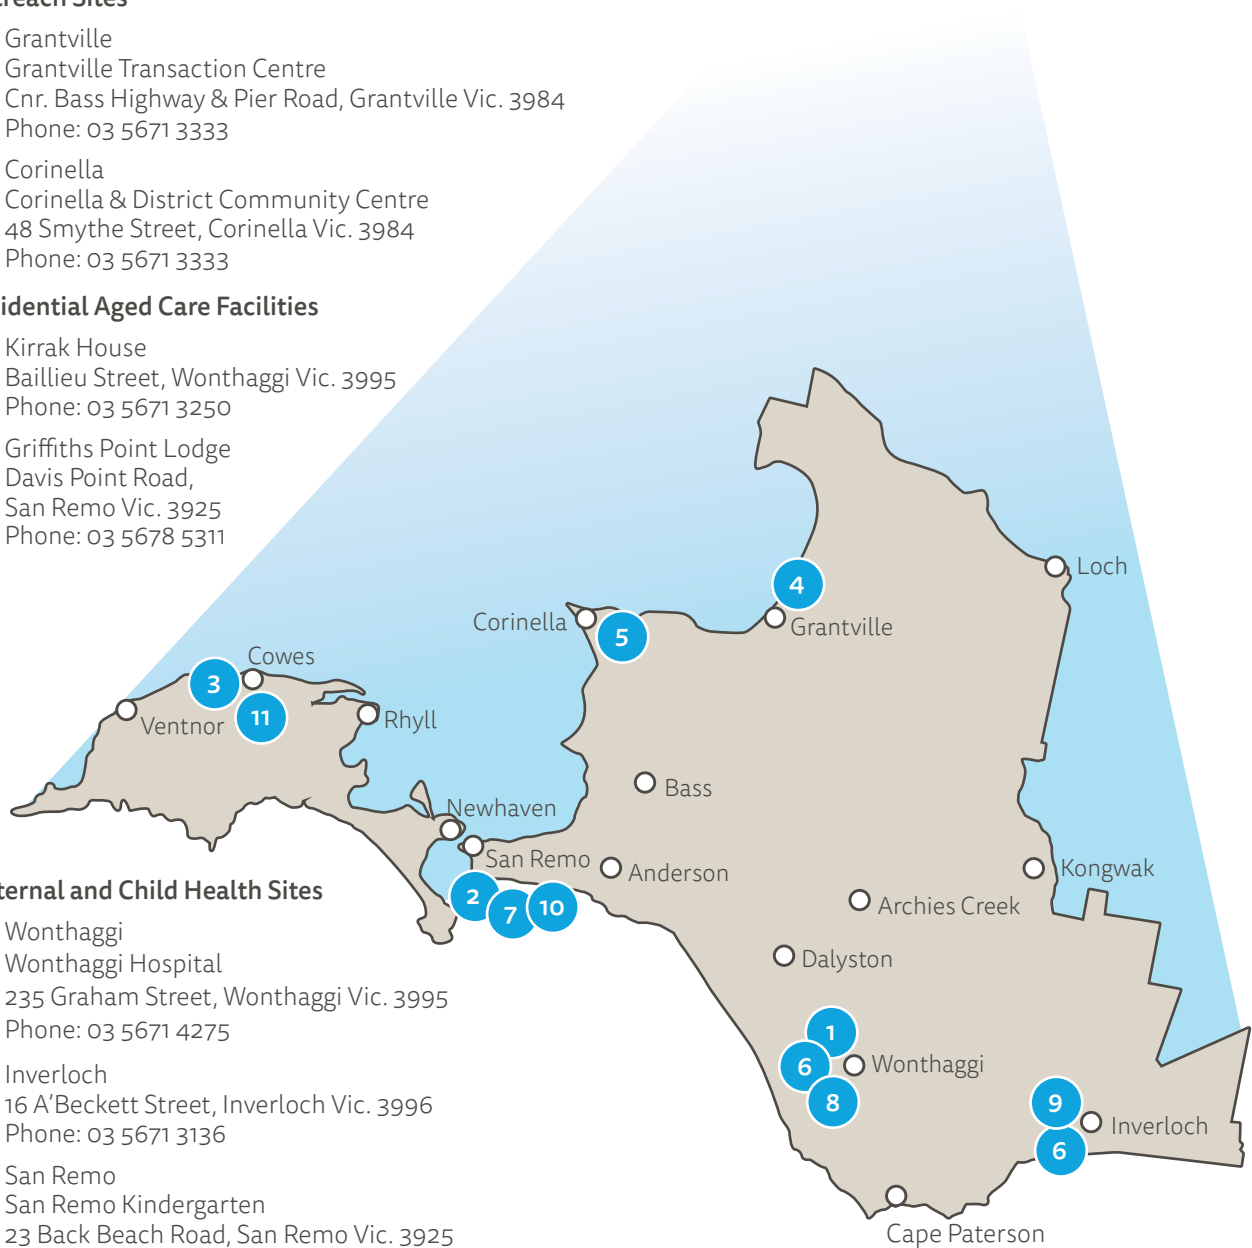 Grantville
Grantville Transaction Centre
Cnr. Bass Highway & Pier Road, Grantville Vic. 3984
Phone: 03 5671 3333
Corinella
Corinella & District Community Centre
48 Smythe Street, Corinella Vic. 3984
Phone: 03 5671 3333
idential Aged Care Facilities
Kirrak House
Baillieu Street, Wonthaggi Vic. 3995
Phone: 03 5671 3250
Griffiths Point Lodge
Davis Point Road,
San Remo Vic. 3925
Phone: 03 5678 5311
ternal and Child Health Sites
Wonthaggi
Wonthaggi Hospital
235 Graham Street, Wonthaggi Vic. 3995
Phone: 03 5671 4275
Inverloch
16 A'Beckett Street, Inverloch Vic. 3996
Phone: 03 5671 3136
San Remo
San Remo Kindergarten
23 Back Beach Road, San Remo Vic. 3925
Loch
4
Grantville
Corinella
5
Cowes
3
11
Ventnor
Rhyll
Bass
Newhaven
San Remo
Anderson
Kongwak
2
7
10
Archies Creek
Dalyston
1
6
Wonthaggi
8
9
Inverloch
6
Cape Paterson